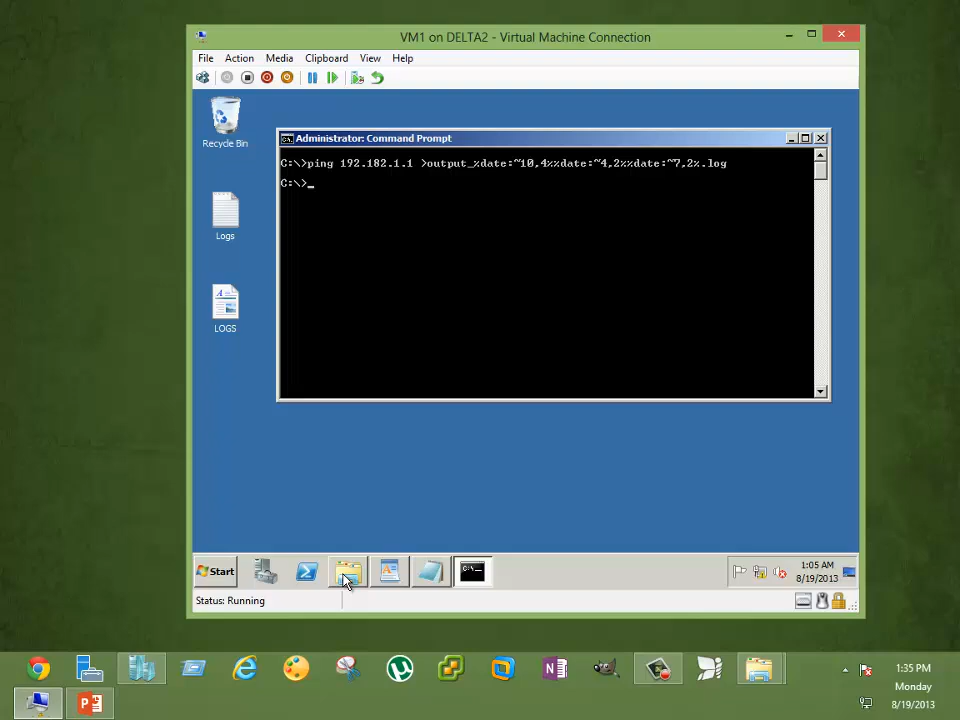 VM1 on DELTA2 - Virtual Machine Connection
File Action Media Clipboard View Help
Recycle Bin
Administrator: Command Prompt
C:\>ping 192.182.1.1 >output_%date:~10,4%%date:~4,2%%date:~7,2%.log
C:\>_
Logs
LOGS
Start
C:\_
1:05 AM
8/19/2013
Status: Running
1:35 PM
Monday
8/19/2013